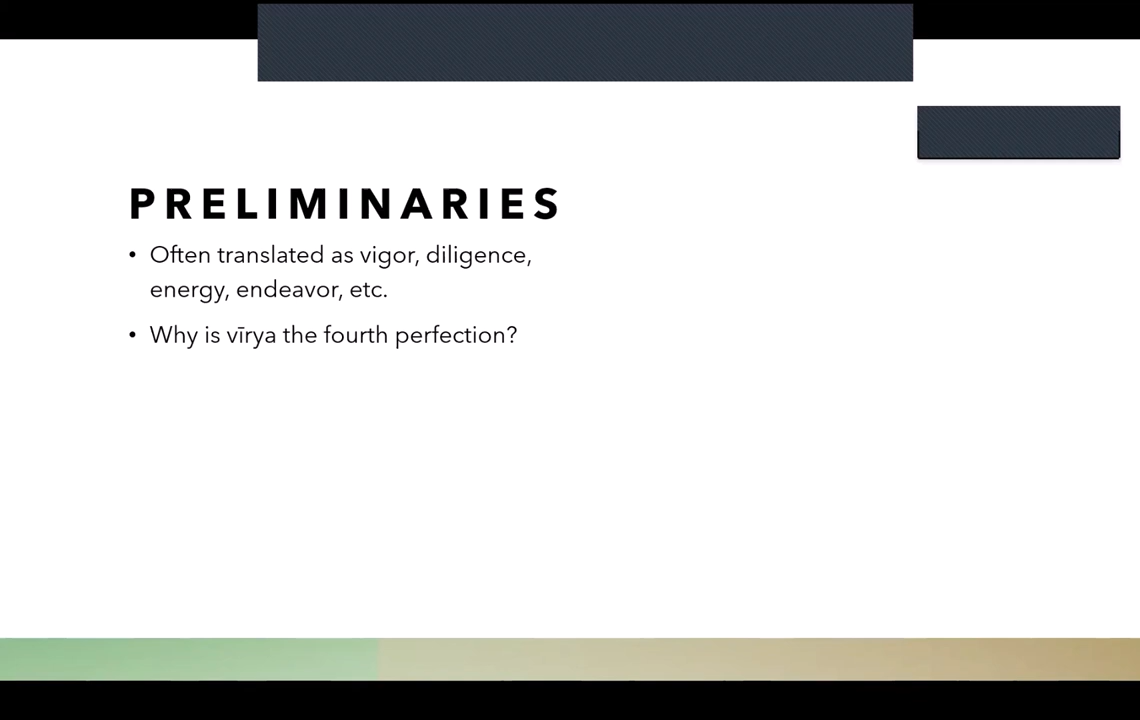 PRELIMINARIES
• Often translated as vigor, diligence,
energy, endeavor, etc.
• Why is vīrya the fourth perfection?